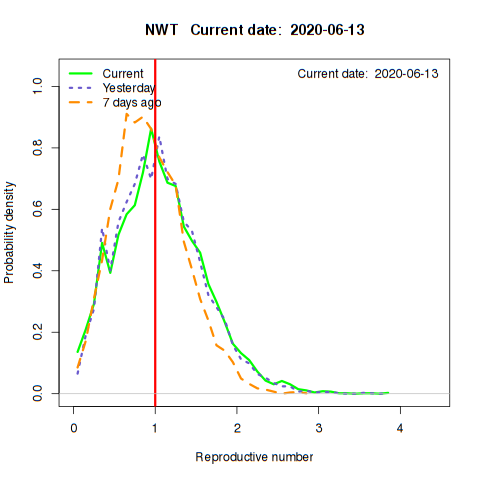 NWT   Current date:  2020-06-13
Current
Yesterday
7 days ago
Current date:  2020-06-13
Probability density
1.0
0.8
0.6
0.4
0.2
0.0
0 1 2 3 4
Reproductive number